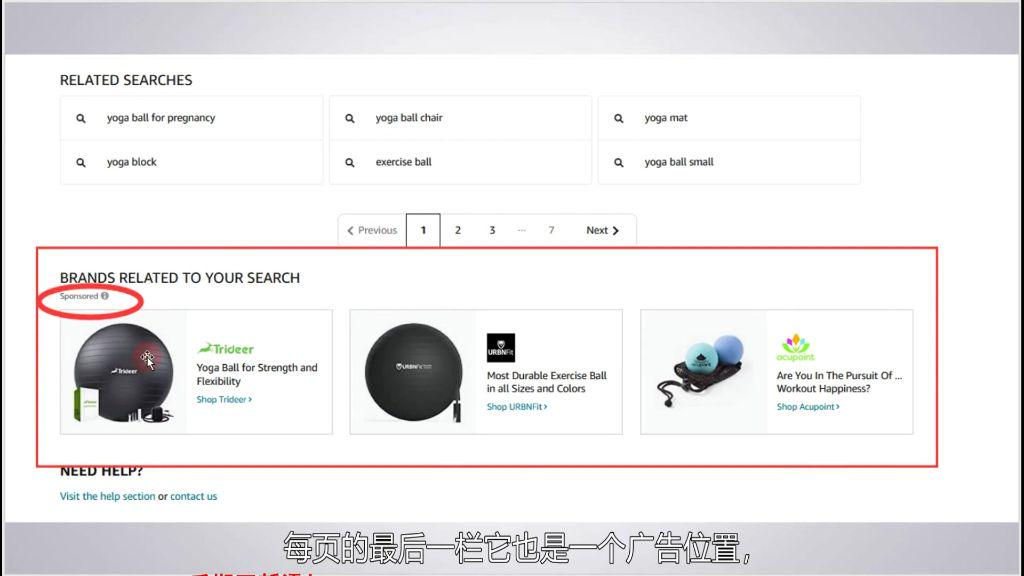 RELATED SEARCHES
yoga ball for pregnancy
yoga ball chair
yoga mat
yoga block
exercise ball
yoga ball small
Previous 1 2 3 ... 7 Next
BRANDS RELATED TO YOUR SEARCH
Sponsored
Trideer
Trideer
Yoga Ball for Strength and
Flexibility
Shop Trideer
URBNFit
URBNFit
Most Durable Exercise Ball
in all Sizes and Colors
Shop URBNFit
acupoint
Are You In The Pursuit Of ...
Workout Happiness?
Shop Acupoint
NEED HELP?
Visit the help section or contact us
每页的最后一栏它也是一个广告位置,